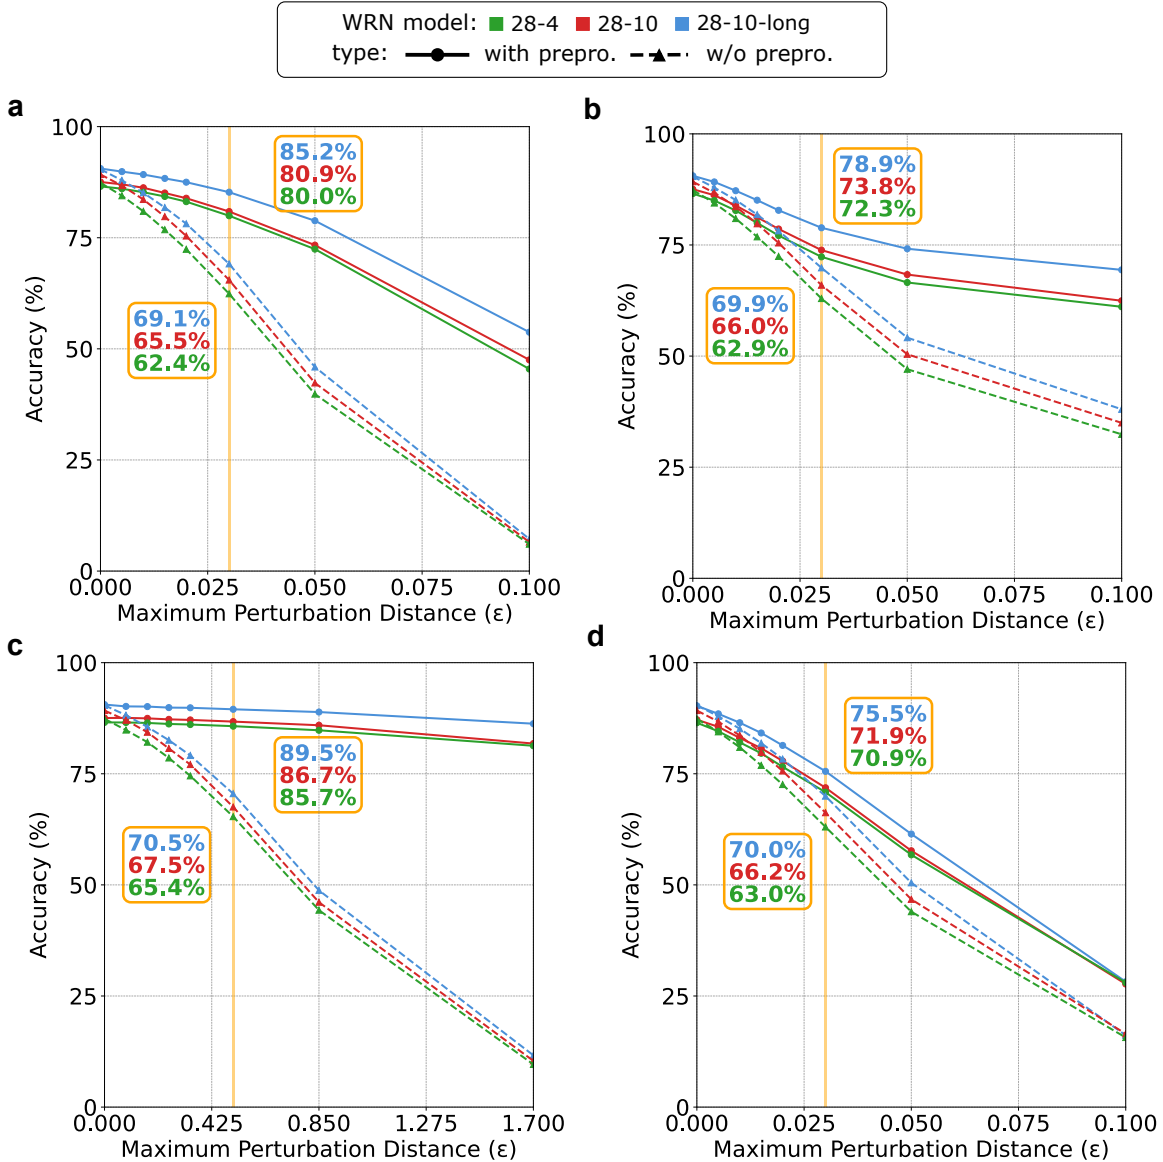 WRN model: 28-4 28-10 28-10-long
type: with prepro. w/o prepro.
a
100
75
50
25
0
Accuracy (%)
85.2%
80.9%
80.0%
69.1%
65.5%
62.4%
0.000 0.025 0.050 0.075 0.100
Maximum Perturbation Distance (ε)
b
100
75
50
25
0
Accuracy (%)
78.9%
73.8%
72.3%
69.9%
66.0%
62.9%
0.000 0.025 0.050 0.075 0.100
Maximum Perturbation Distance (ε)
c
100
75
50
25
0
Accuracy (%)
89.5%
86.7%
85.7%
70.5%
67.5%
65.4%
0.000 0.425 0.850 1.275 1.700
Maximum Perturbation Distance (ε)
d
100
75
50
25
0
Accuracy (%)
75.5%
71.9%
70.9%
70.0%
66.2%
63.0%
0.000 0.025 0.050 0.075 0.100
Maximum Perturbation Distance (ε)